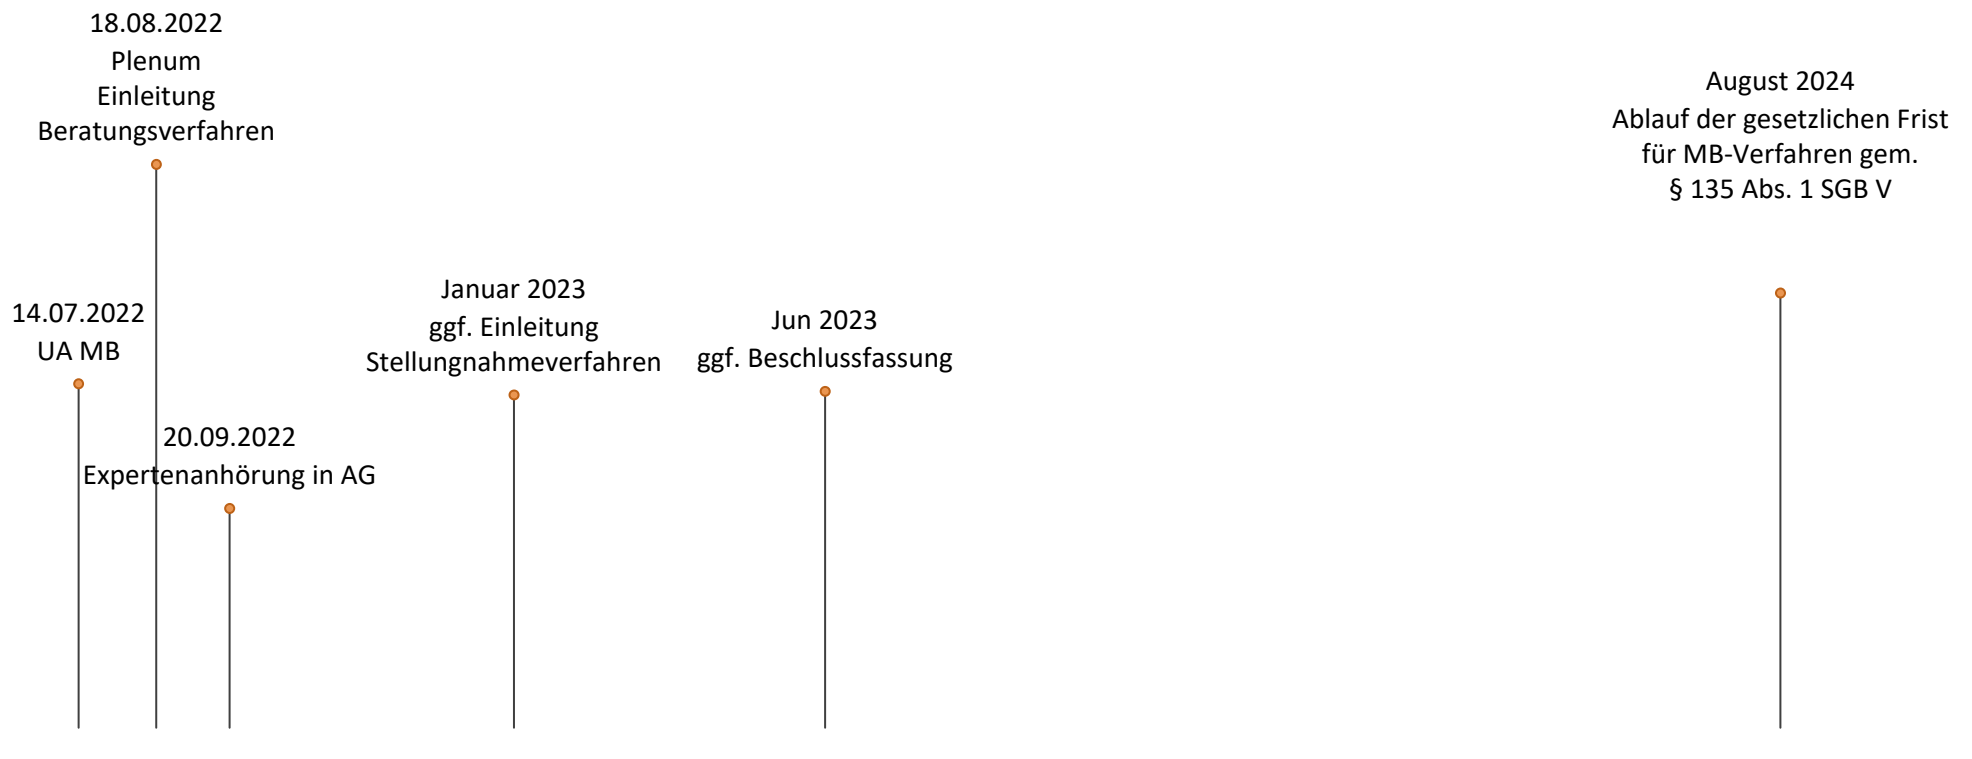 18.08.2022
Plenum
Einleitung
Beratungsverfahren
14.07.2022
UA MB
20.09.2022
Expertenanhörung in AG
Januar 2023
ggf. Einleitung
Stellungnahmeverfahren
Jun 2023
ggf. Beschlussfassung
August 2024
Ablauf der gesetzlichen Frist
für MB-Verfahren gem.
§ 135 Abs. 1 SGB V